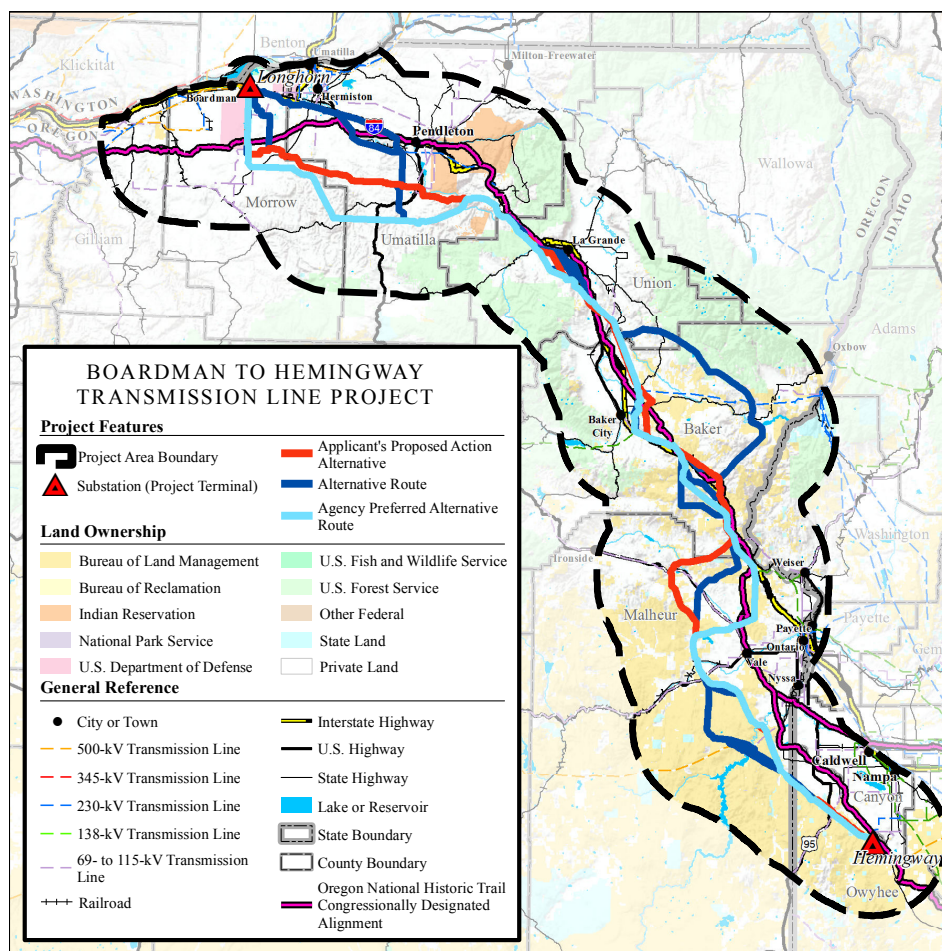 Benton
Umatilla
Klickitat
Milton-Freewater
Longhorn
WASHINGTON
OREGON
Boardman
Hermiston
84
Pendleton
Wallowa
OREGON
IDAHO
Morrow
Gilliam
Umatilla
La Grande
Union
Adams
Oxbow
Baker
City
Baker
Washington
Ironside
Weiser
Malheur
Payette
Payette
Ontario
Gem
Vale
Nyssa
Caldwell
Nampa
Canyon
95
Hemingway
Owyhee
BOARDMAN TO HEMINGWAY
TRANSMISSION LINE PROJECT
Project Features
Project Area Boundary
Substation (Project Terminal)
Applicant's Proposed Action
Alternative
Alternative Route
Agency Preferred Alternative
Route
Land Ownership
Bureau of Land Management
Bureau of Reclamation
Indian Reservation
National Park Service
U.S. Department of Defense
U.S. Fish and Wildlife Service
U.S. Forest Service
Other Federal
State Land
Private Land
General Reference
City or Town
500-kV Transmission Line
345-kV Transmission Line
230-kV Transmission Line
138-kV Transmission Line
69- to 115-kV Transmission
Line
Railroad
Interstate Highway
U.S. Highway
State Highway
Lake or Reservoir
State Boundary
County Boundary
Oregon National Historic Trail
Congressionally Designated
Alignment